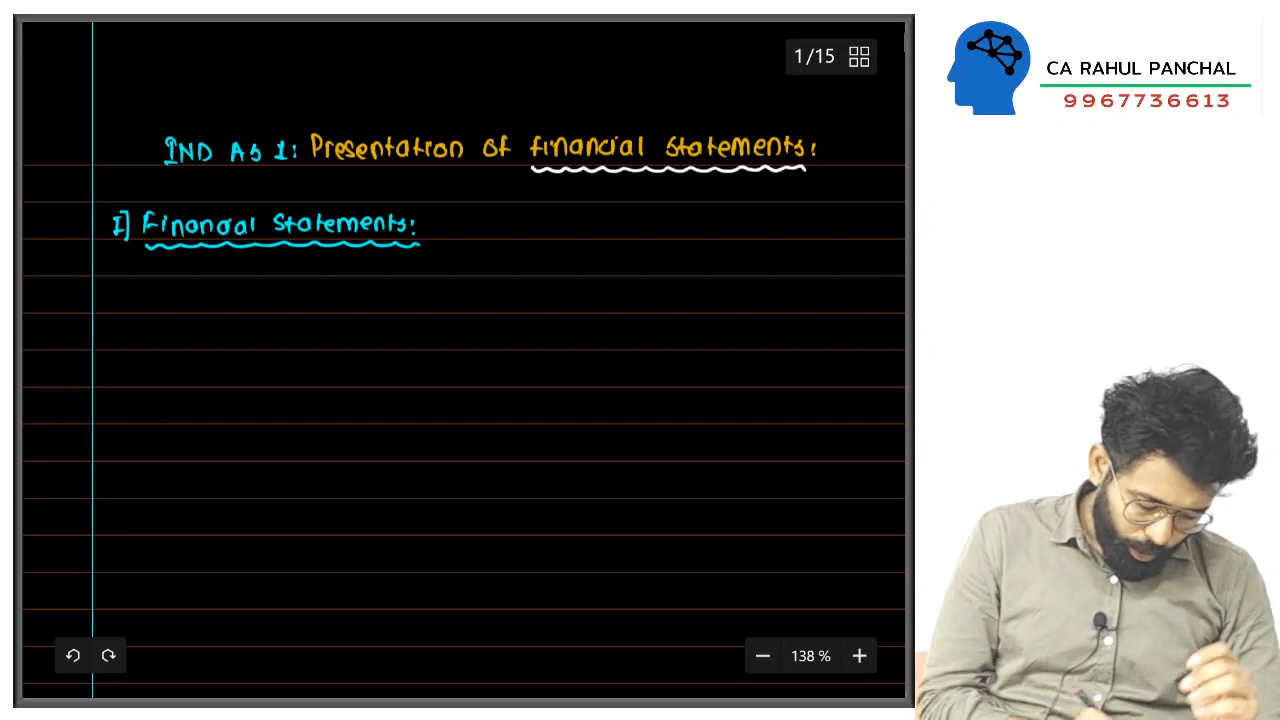 1/15
CA RAHUL PANCHAL
9967736613
IND AS 1: Presentation of financial statements:
I] Financial statements:
138 %